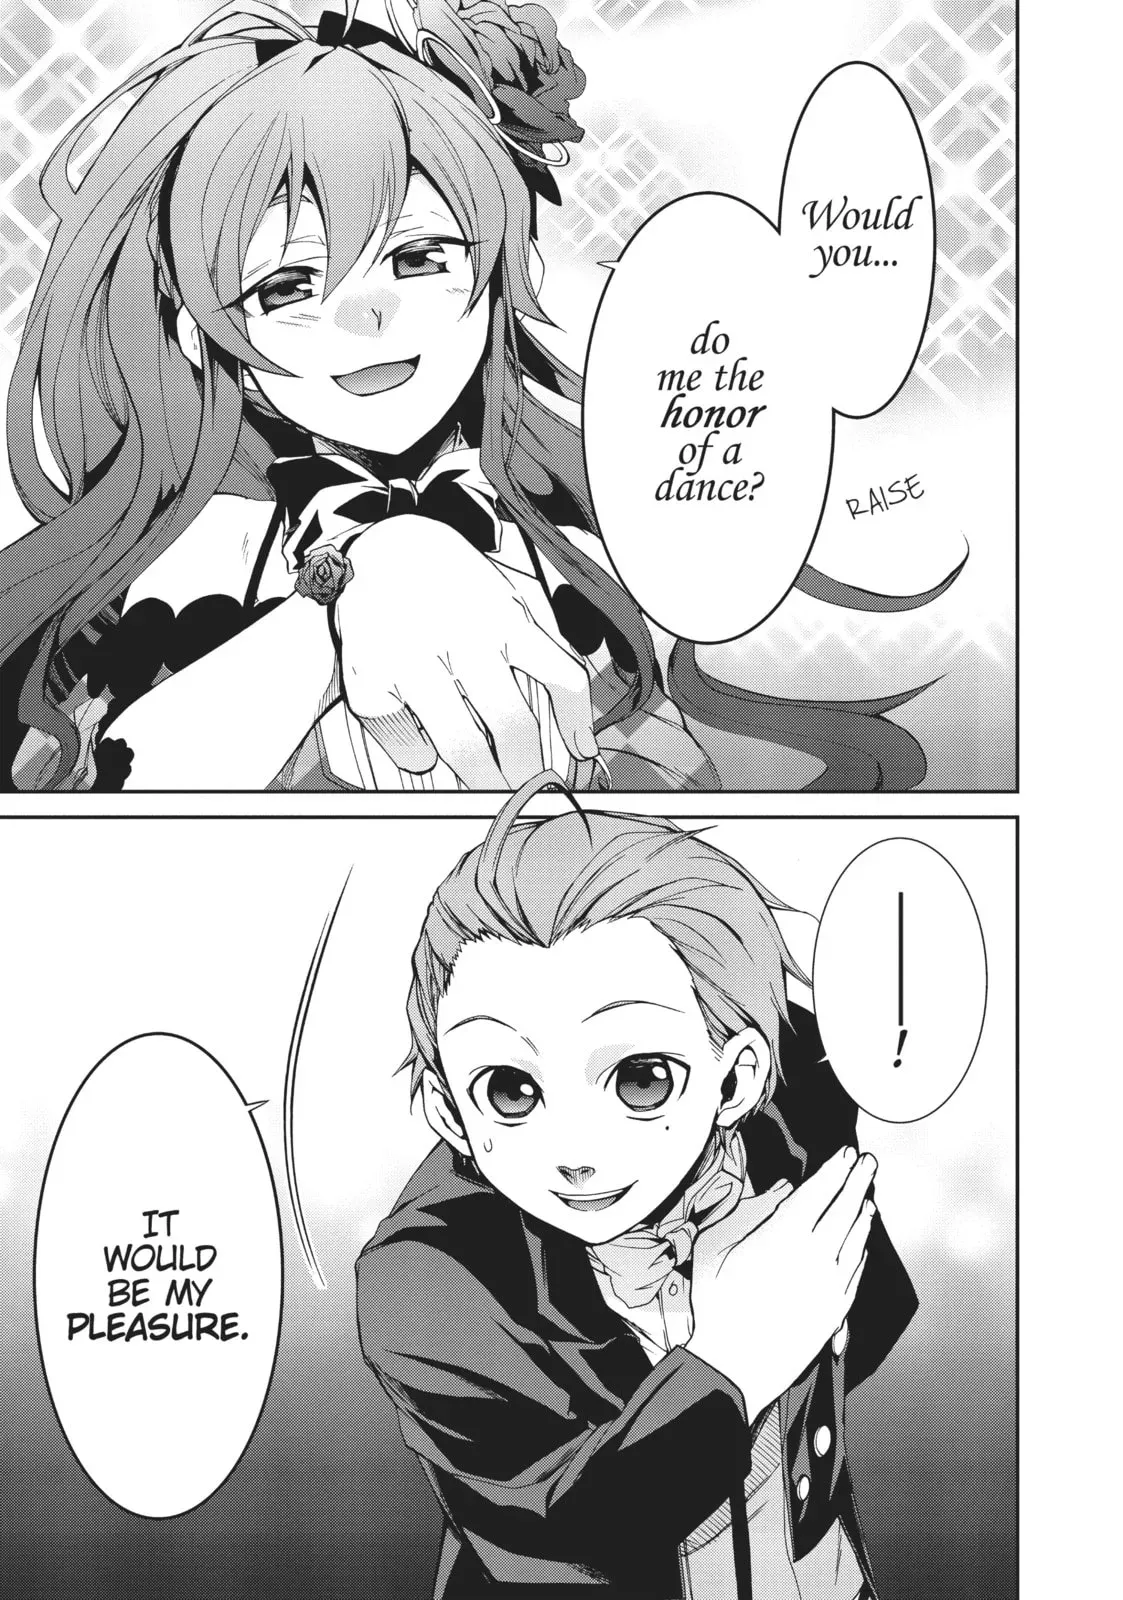 Would
you...
do
me the
honor
of a
dance?
RAISE
—!
IT
WOULD
BE MY
PLEASURE.